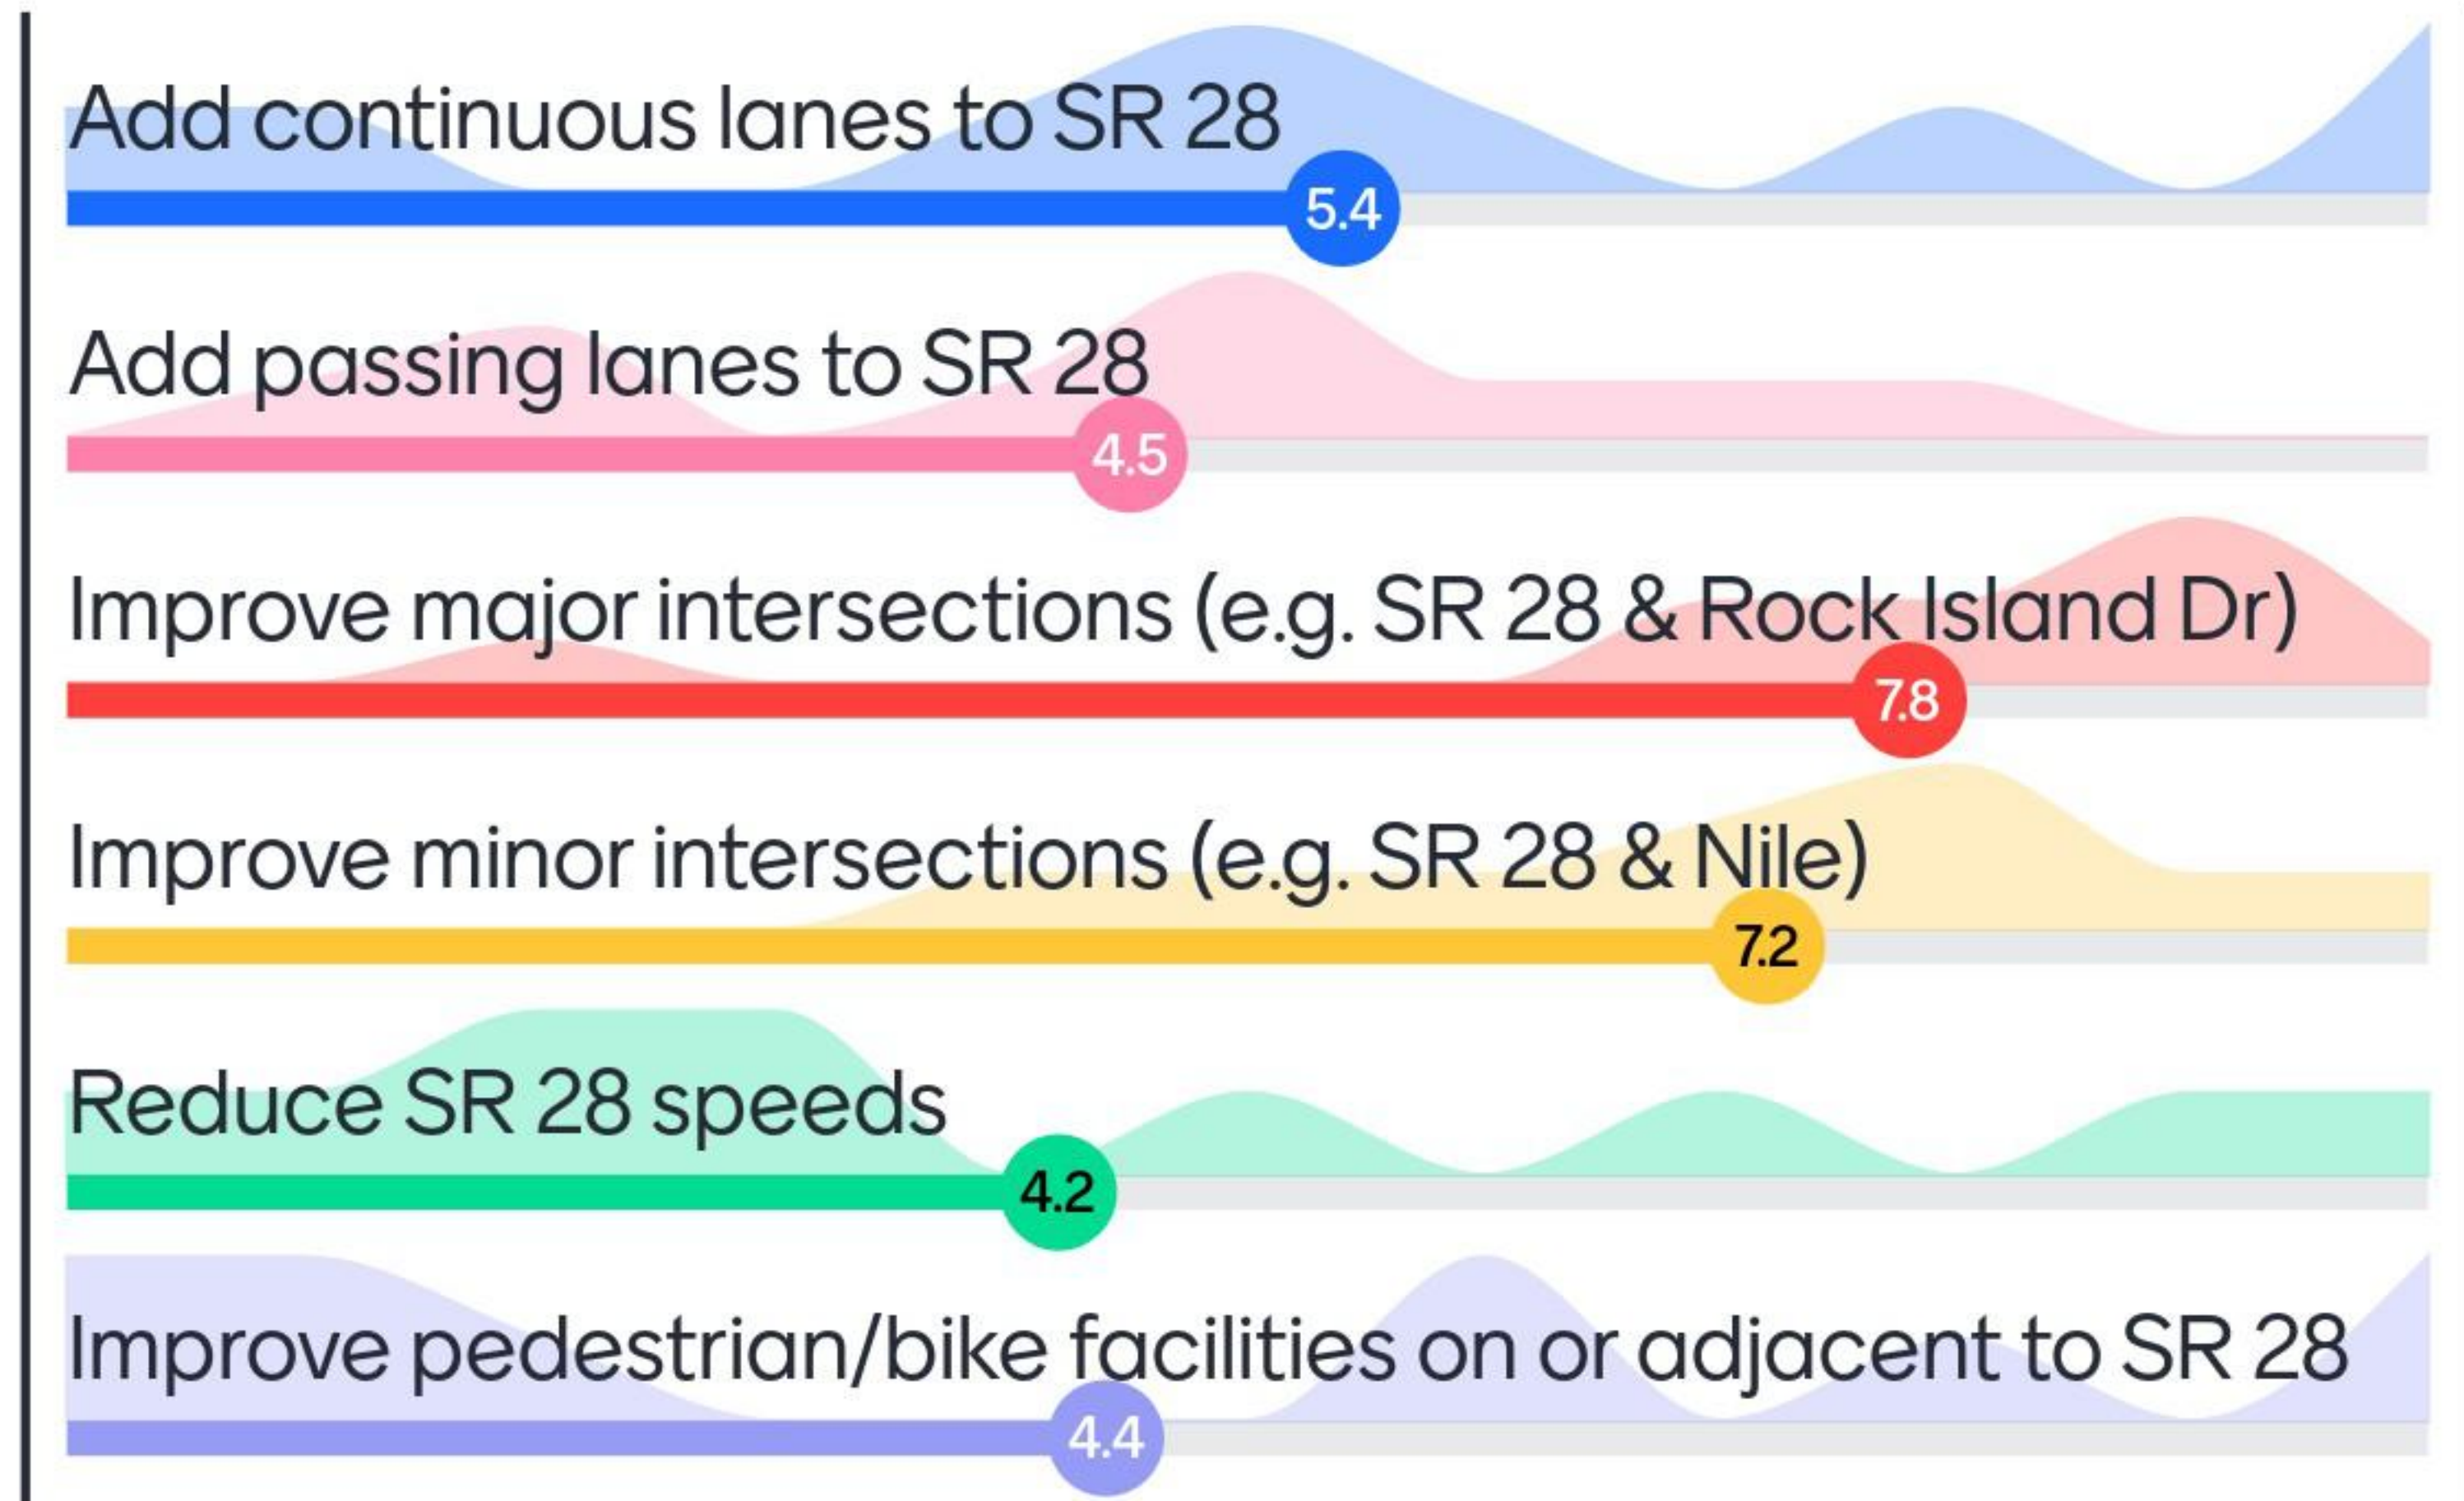 Add continuous lanes to SR 28
5.4
Add passing lanes to SR 28
4.5
Improve major intersections (e.g. SR 28 & Rock Island Dr)
7.8
Improve minor intersections (e.g. SR 28 & Nile)
7.2
Reduce SR 28 speeds
4.2
Improve pedestrian/bike facilities on or adjacent to SR 28
4.4